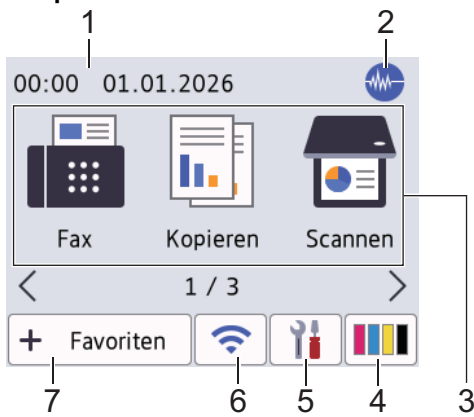 1 2
00:00 01.01.2026
Fax Kopieren Scannen
1 / 3
+ Favoriten
7 6 5 4 3